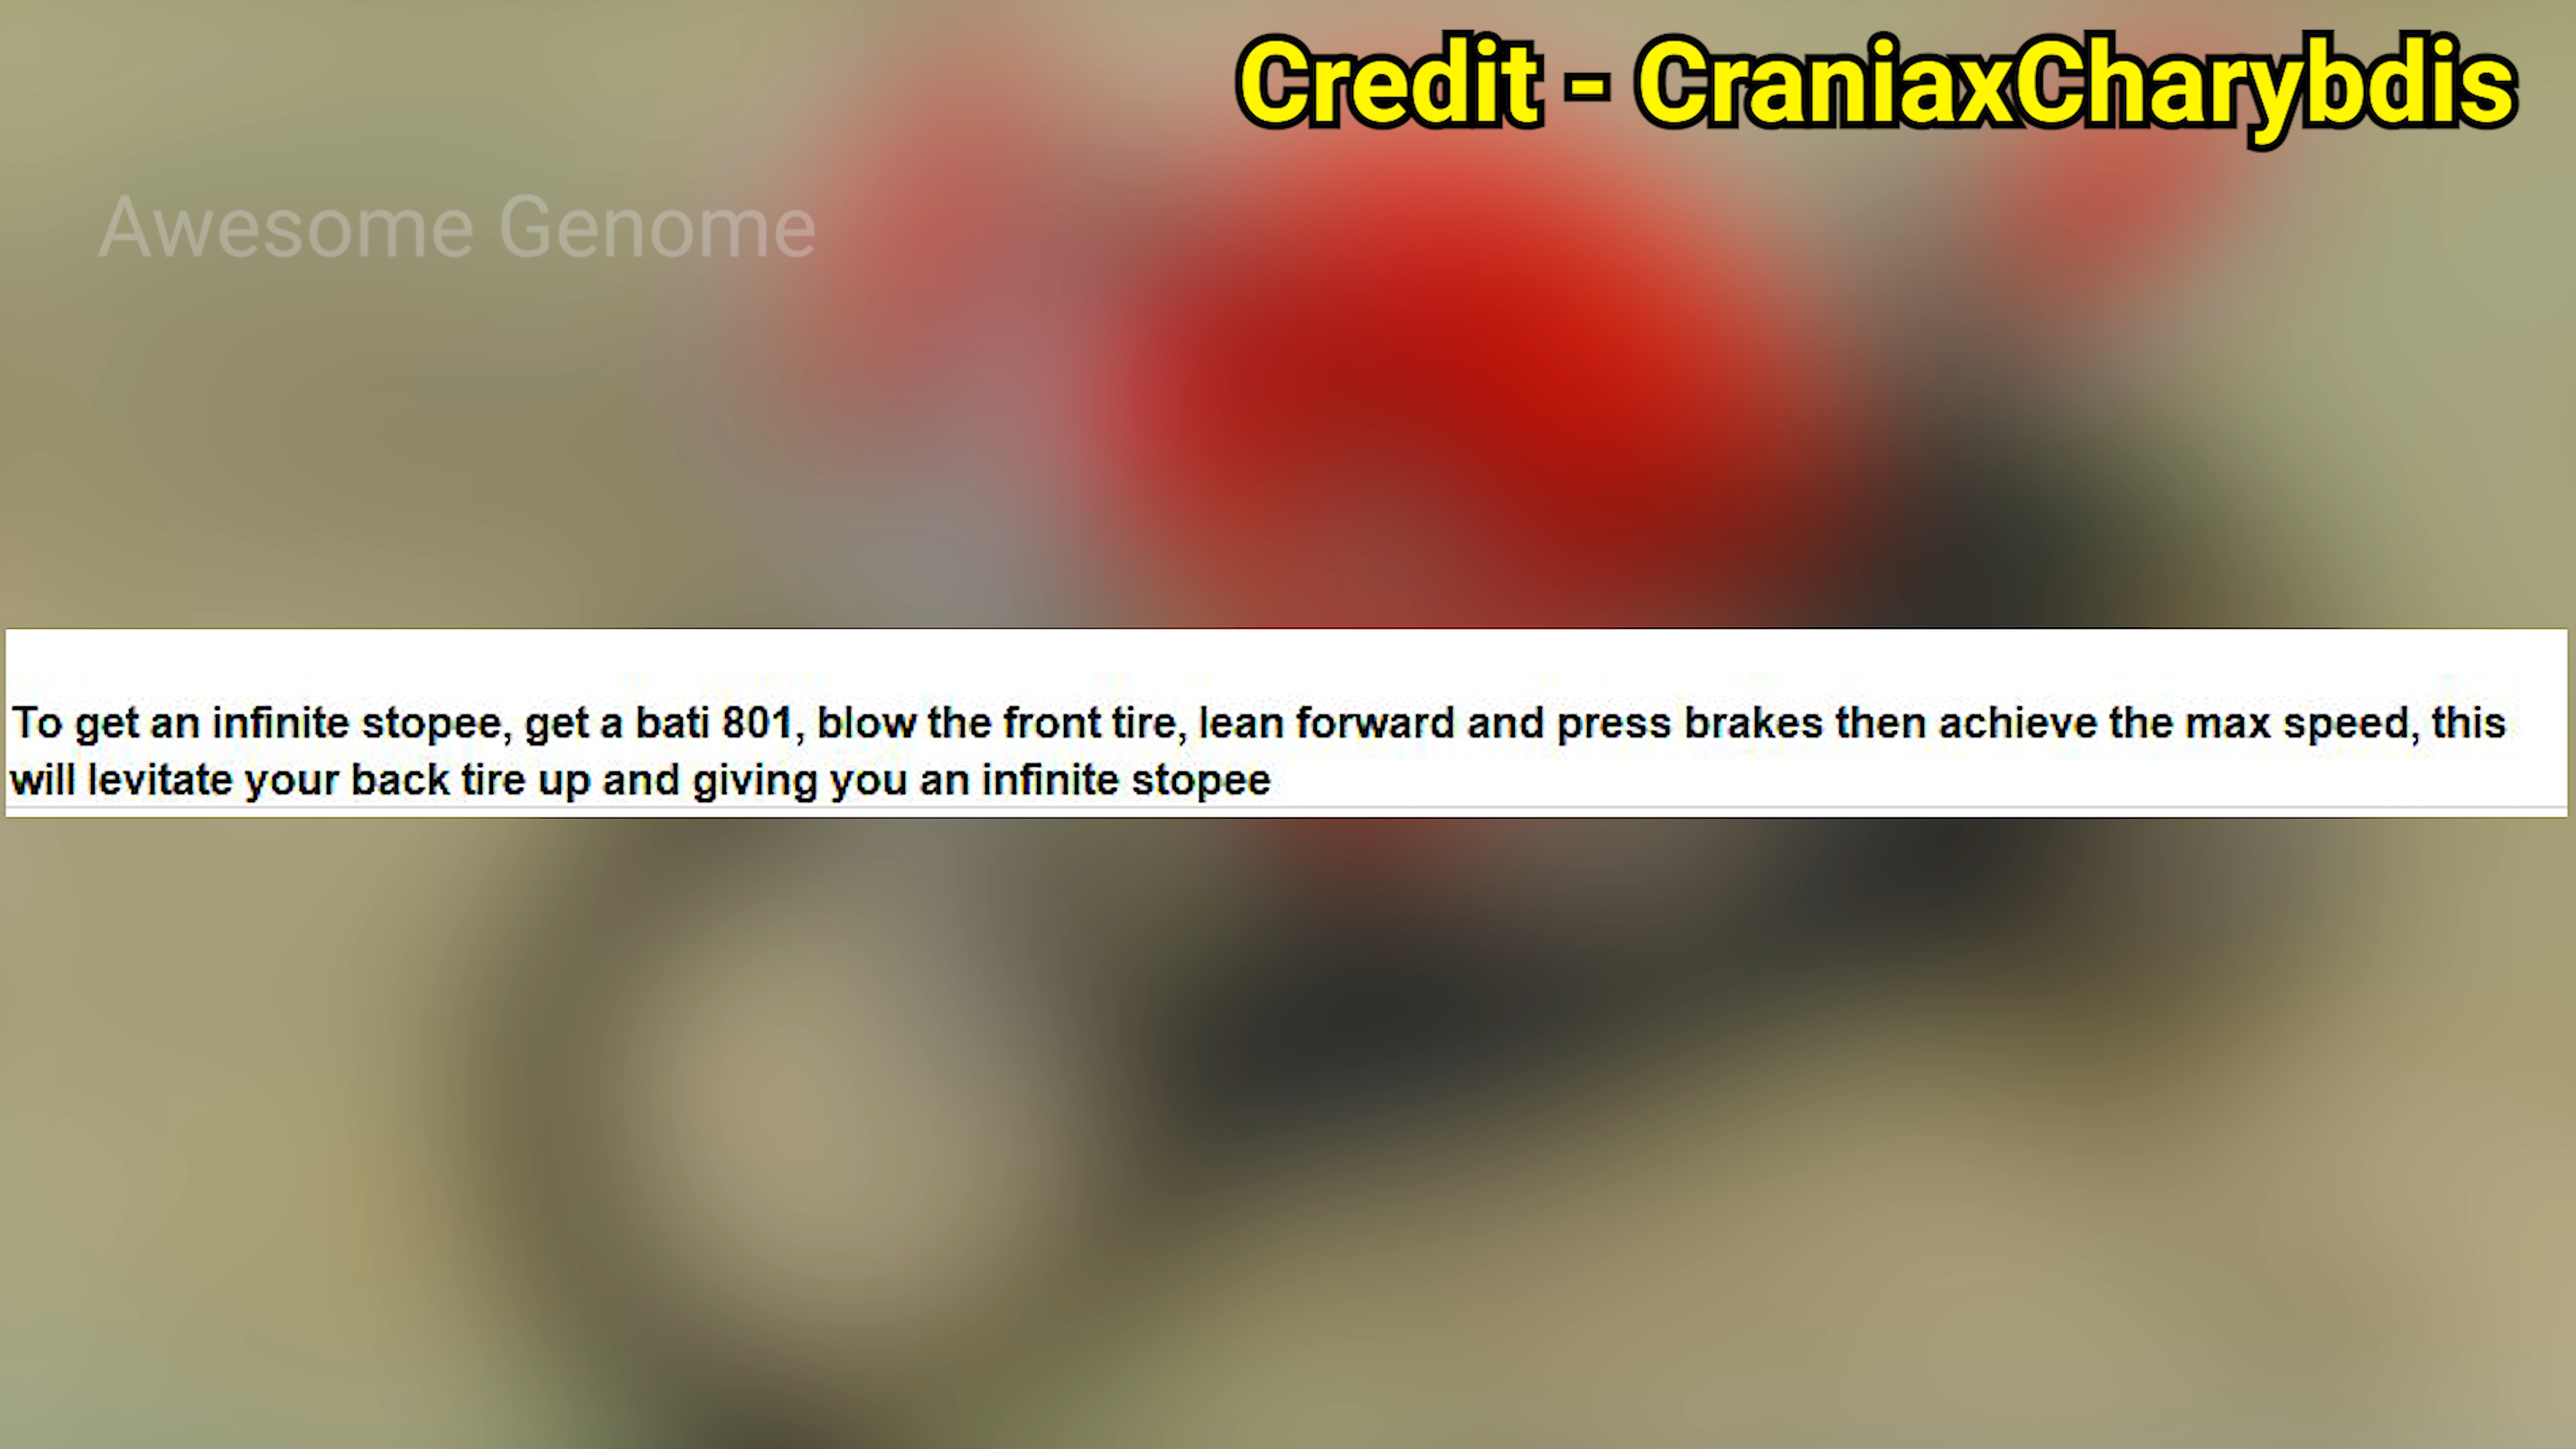 Credit - CraniaxCharybdis
Awesome Genome
To get an infinite stopee, get a bati 801, blow the front tire, lean forward and press brakes then achieve the max speed, this
will levitate your back tire up and giving you an infinite stopee